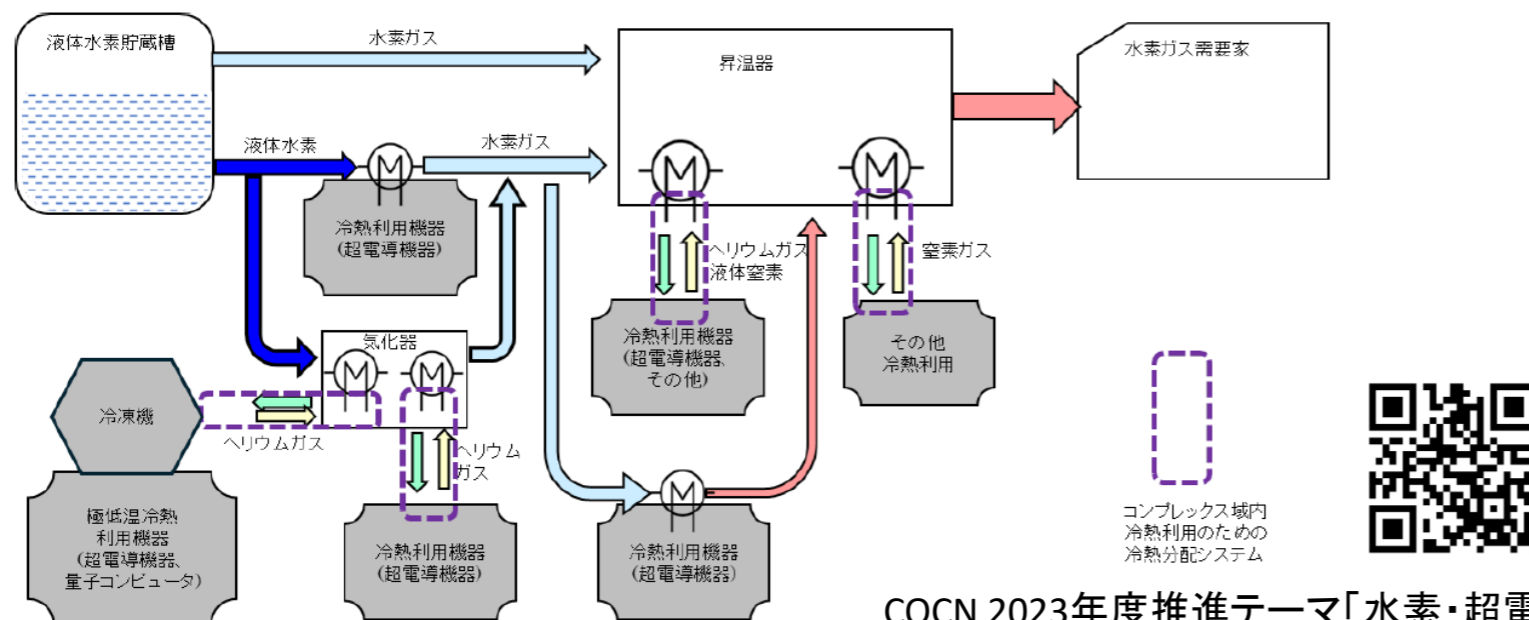 液体水素貯蔵槽
水素ガス
昇温器
水素ガス需要家
液体水素
水素ガス
冷熱利用機器
(超電導機器)
ヘリウムガス
液体窒素
窒素ガス
気化器
冷熱利用機器
(超電導機器、
その他)
その他
冷熱利用
冷凍機
ヘリウムガス
ヘリウム
ガス
極低温冷熱
利用機器
(超電導機器、
量子コンピュータ)
冷熱利用機器
(超電導機器)
冷熱利用機器
(超電導機器)
コンプレックス域内
冷熱利用のための
冷熱分配システム
COCN 2023年度推進テーマ「水素・超電